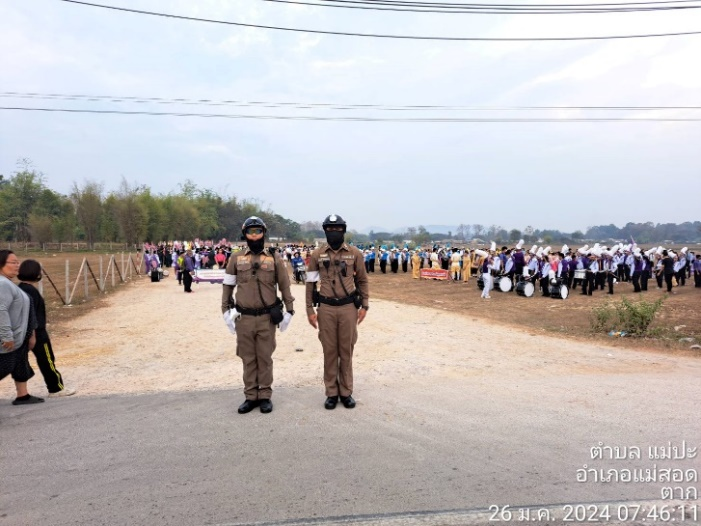 ตำบล แม่ปะ
อำเภอแม่สอด
ตาก
26 ม.ค. 2024 07:46:11